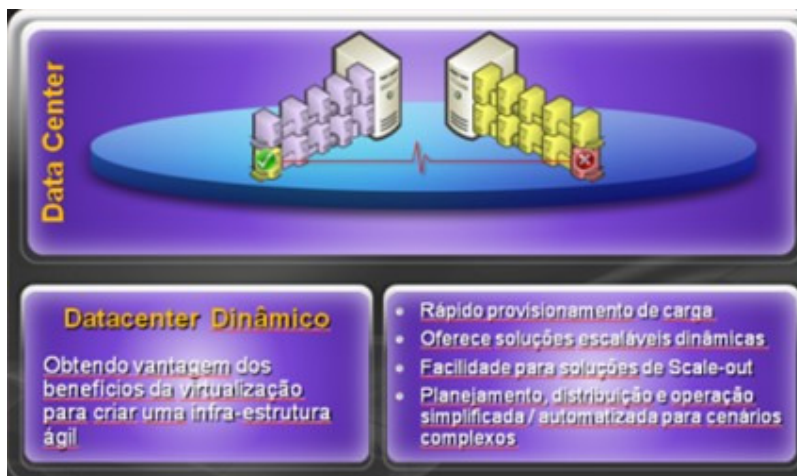 Data Center
Datacenter Dinâmico
Obtendo vantagem dos
benefícios da virtualização
para criar uma infra-estrutura
ágil
Rápido provisionamento de carga
Oferece soluções escaláveis dinâmicas
Facilidade para soluções de Scale-out
Planejamento, distribuição e operação
simplificada / automatizada para cenários
complexos